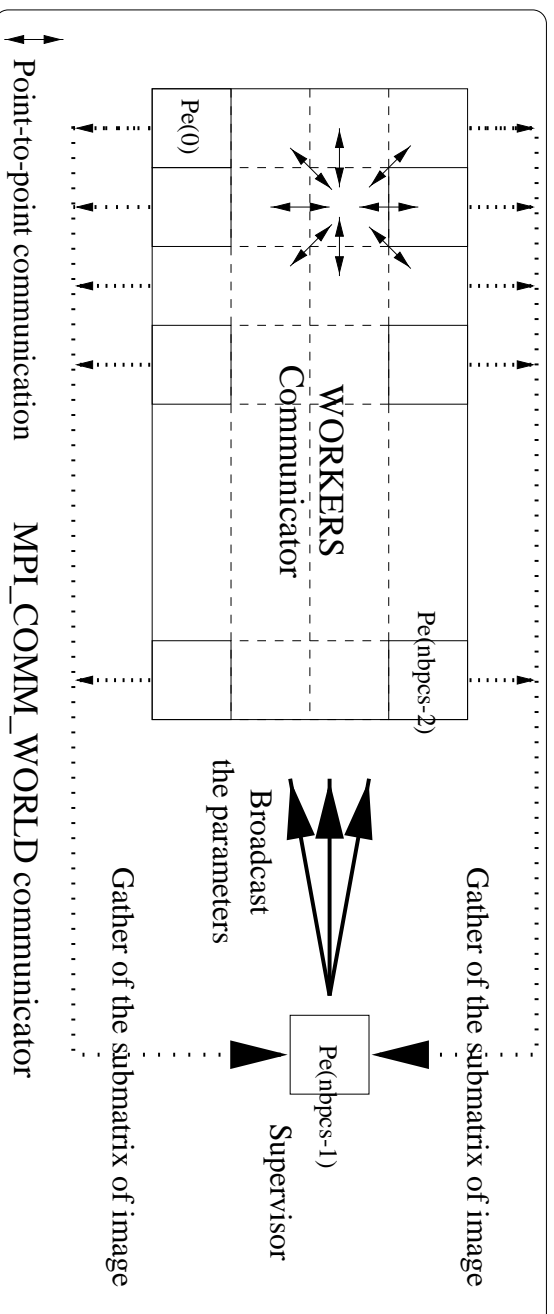 Gather of the submatrix of image
Pe(nbpcs-2)
WORKERS
Communicator
Pe(0)
Broadcast
the parameters
Pe(nbpcs-1)
Supervisor
Gather of the submatrix of image
Point-to-point communication
MPI_COMM_WORLD communicator